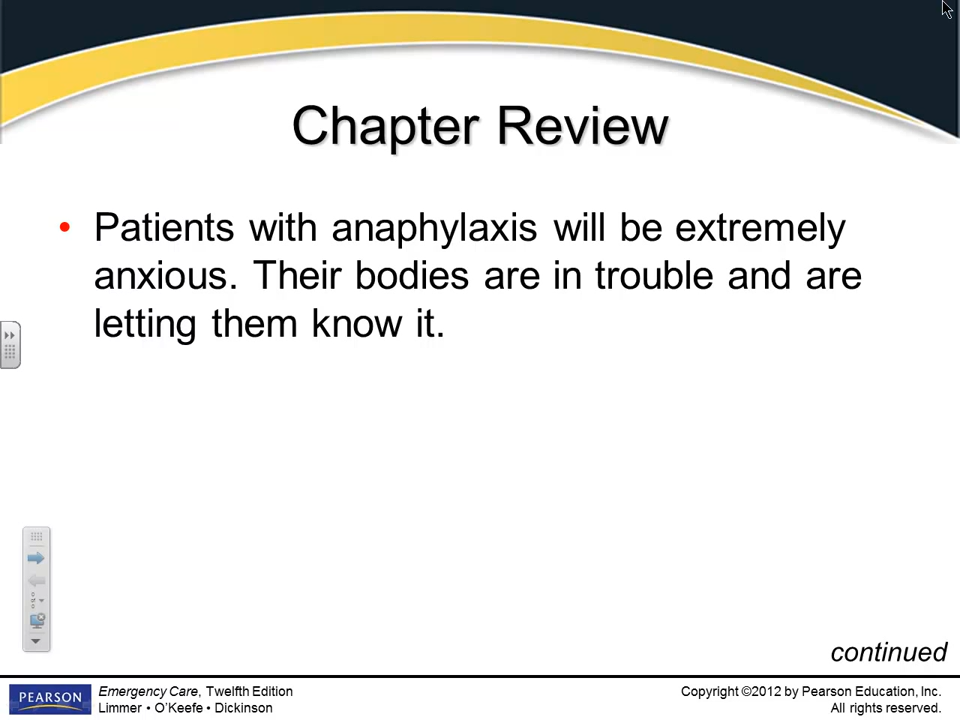 Chapter Review
• Patients with anaphylaxis will be extremely
anxious. Their bodies are in trouble and are
letting them know it.
continued
PEARSON
Emergency Care, Twelfth Edition
Limmer • O’Keefe • Dickinson
Copyright ©2012 by Pearson Education, Inc.
All rights reserved.